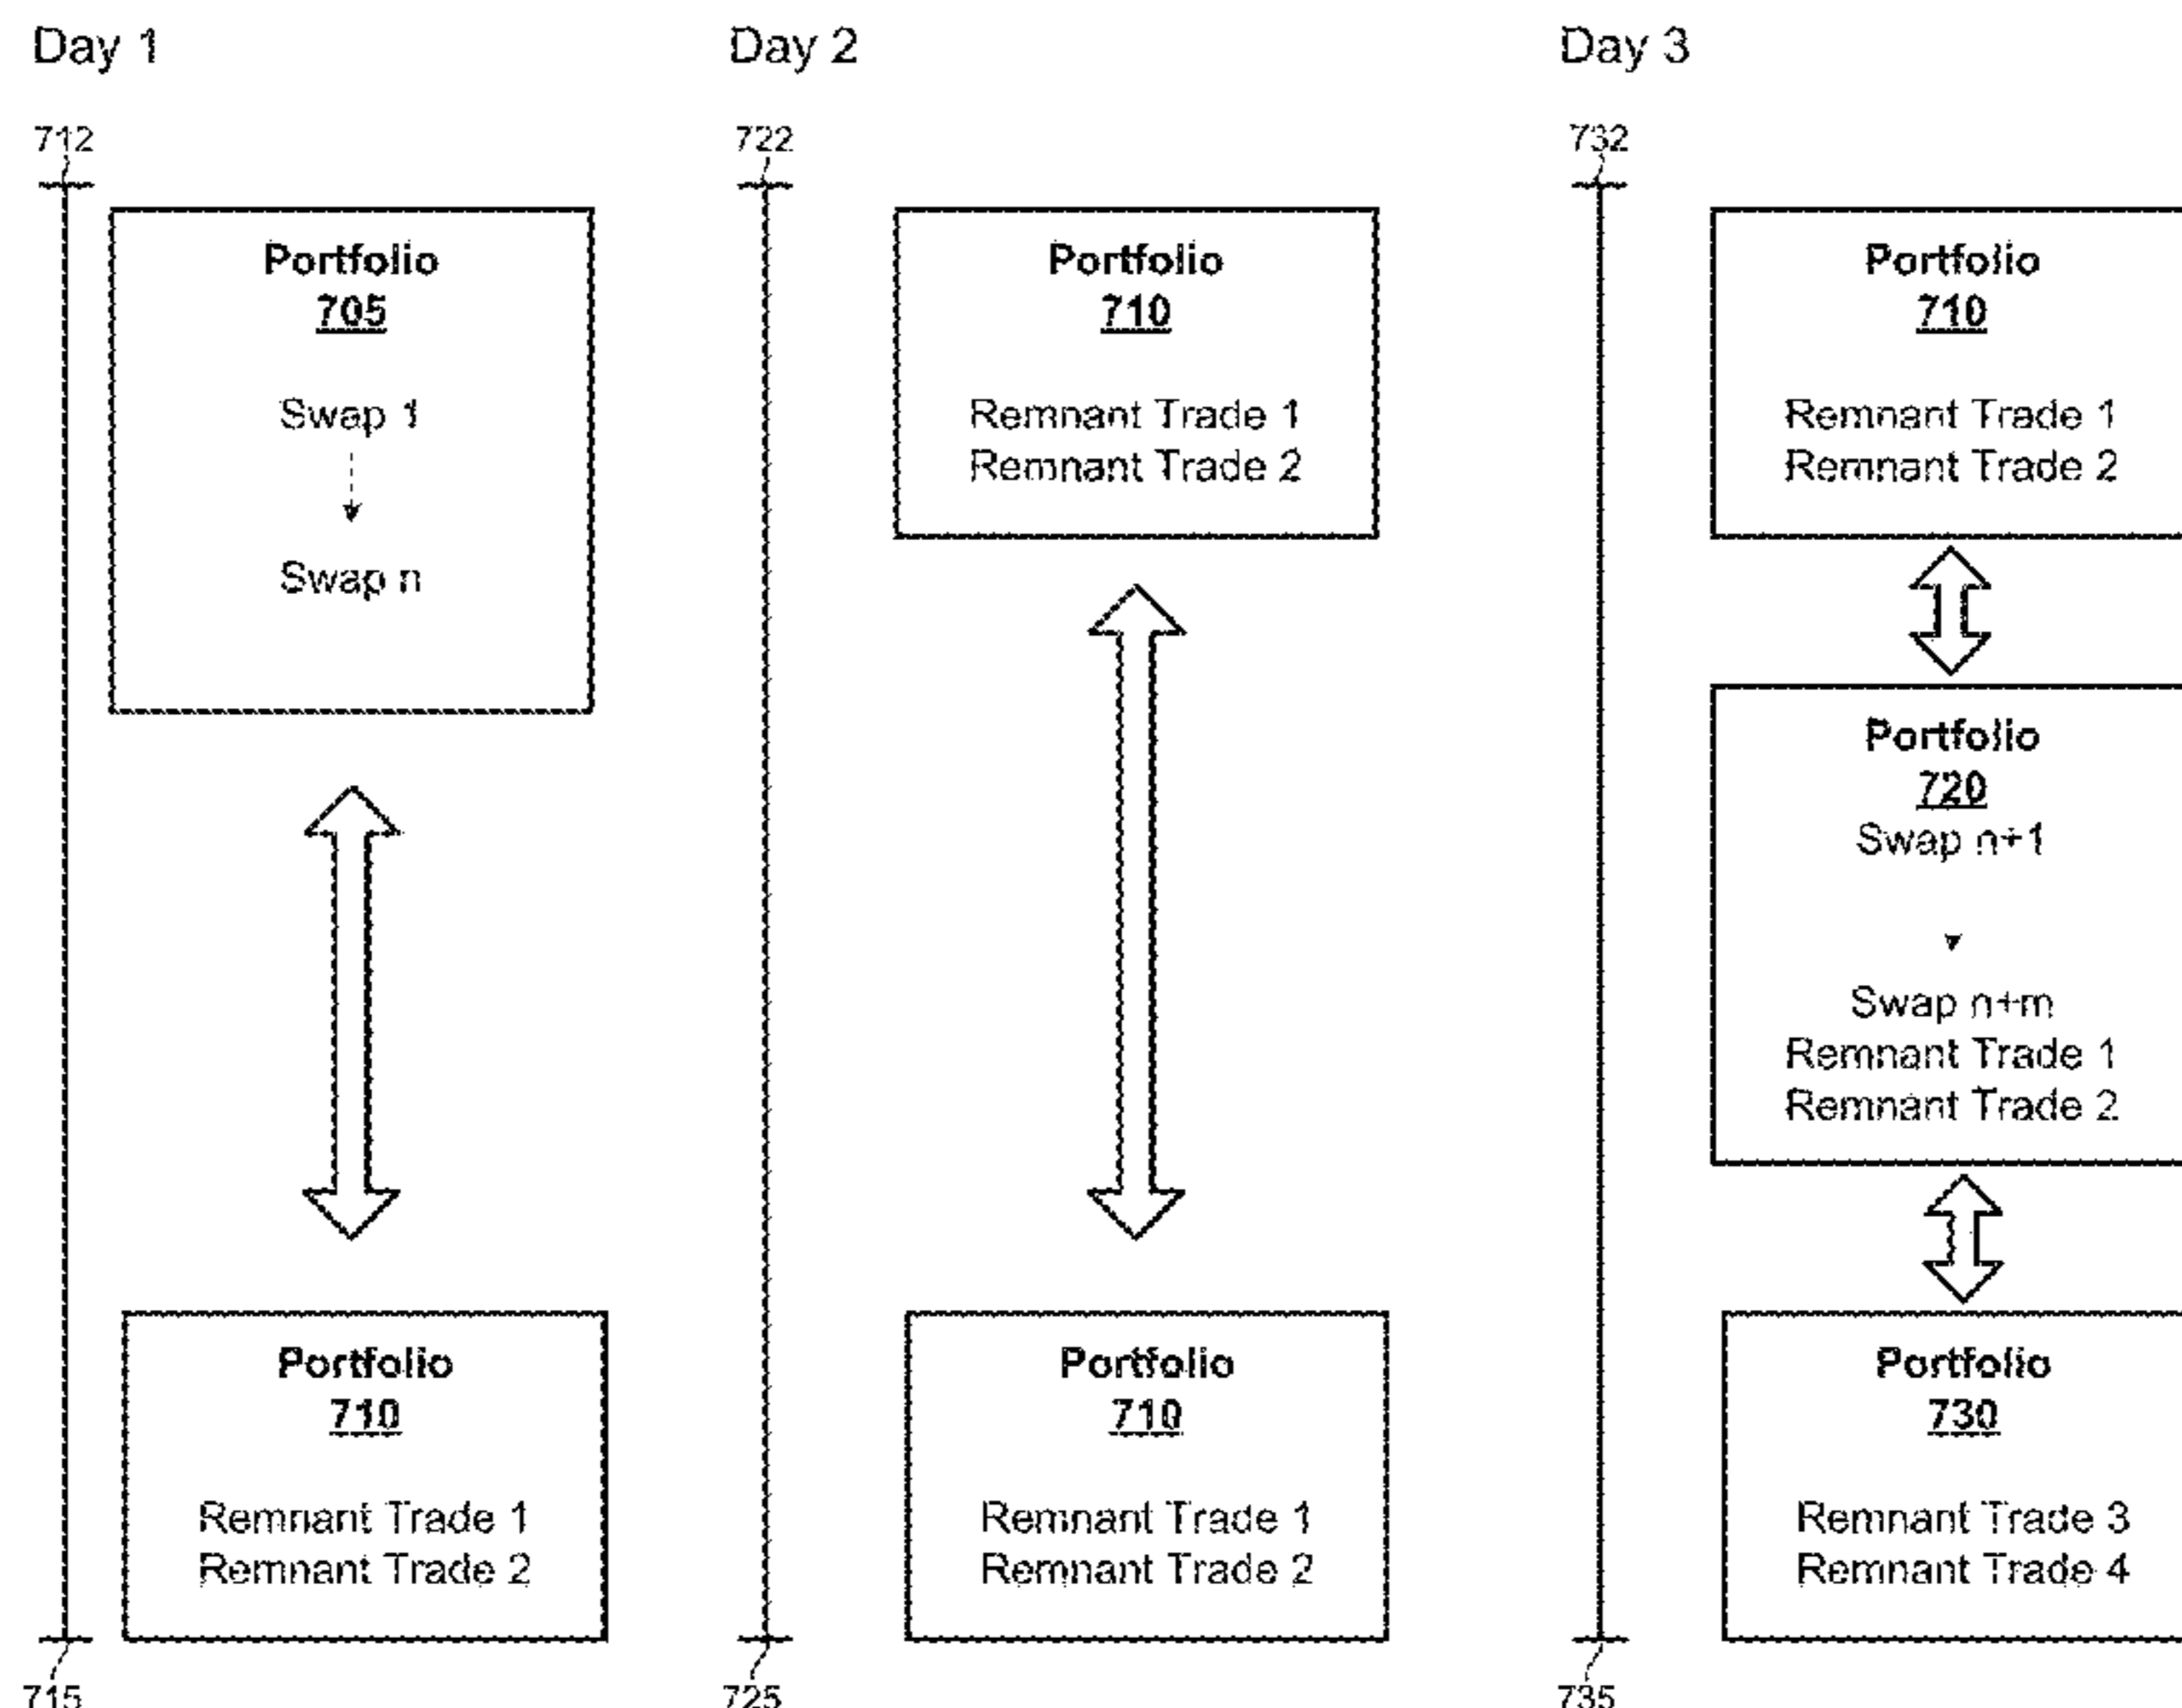 Day 1
712
Portfolio
705
Swap 1
Swap n
Portfolio
710
Remnant Trade 1
Remnant Trade 2
715
Day 2
722
Portfolio
710
Remnant Trade 1
Remnant Trade 2
Portfolio
710
Remnant Trade 1
Remnant Trade 2
725
Day 3
732
Portfolio
710
Remnant Trade 1
Remnant Trade 2
Portfolio
720
Swap n+1
Swap n+m
Remnant Trade 1
Remnant Trade 2
Portfolio
730
Remnant Trade 3
Remnant Trade 4
735